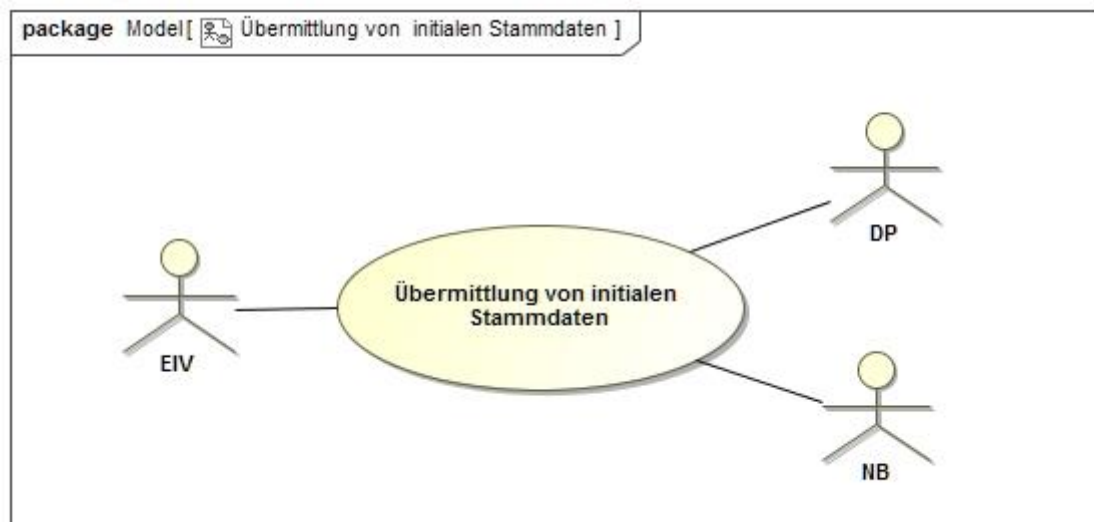 package Model[ Übermittlung von initialen Stammdaten ]
DP
Übermittlung von initialen
Stammdaten
EIV
NB